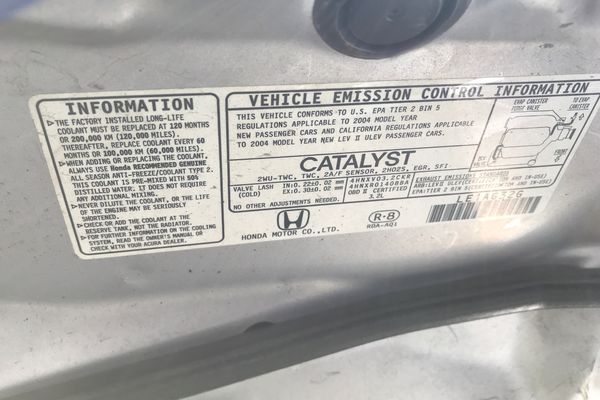 INFORMATION
▷THE FACTORY INSTALLED LONG-LIFE
COOLANT MUST BE REPLACED AT 120 MONTHS
OR 200,000 KM (120,000 MILES).
THEREAFTER, REPLACE COOLANT EVERY 60
MONTHS OR 100,000 KM (60,000 MILES).
▷WHEN ADDING OR REPLACING THE COOLANT,
ALWAYS USE Honda RECOMMENDED GENUINE
ALL SEASON ANTI-FREEZE/COOLANT TYPE 2.
THIS COOLANT IS PRE-MIXED WITH 50%
DISTILLED WATER. IT DOES NOT REQUIRE
ANY ADDITIONAL MIXING.
▷NEVER DILUTE THE COOLANT, OR THE LIFE
OF THE ENGINE MAY BE SERIOUSLY
SHORTENED.
▷CHECK OR ADD COOLANT AT THE
RESERVE TANK, NOT THE RADIATOR.
▷FOR FURTHER INFORMATION ON THE COOLING
SYSTEM, SEE THE OWNER'S MANUAL OR
CHECK WITH YOUR ACURA DEALER.
VEHICLE EMISSION CONTROL INFORMATION
THIS VEHICLE CONFORMS TO U.S. EPA TIER 2 BIN 5
REGULATIONS APPLICABLE TO 2004 MODEL YEAR
NEW PASSENGER CARS AND CALIFORNIA REGULATIONS APPLICABLE
TO 2004 MODEL YEAR NEW LEV II ULEV PASSENGER CARS.
CATALYST
2WU-TWC, TWC, 2A/F SENSOR, 2HO2S, EGR, SFI
VALVE LASH
(COLD)
IN:0.22±0.02 mm
EX:0.30±0.02 mm
NO OTHER ADJUSTMENTS NEEDED.
4HNXV03.2CKR
4HNXR0140BBA
OBD II CERTIFIED
3.2L
EXHAUST EMISSIONS STANDARDS
EVAP CANISTER
PURGE VALVE
TO EVAP
CANISTER
HONDA MOTOR CO.,LTD.
R-8
RDA-AQ1